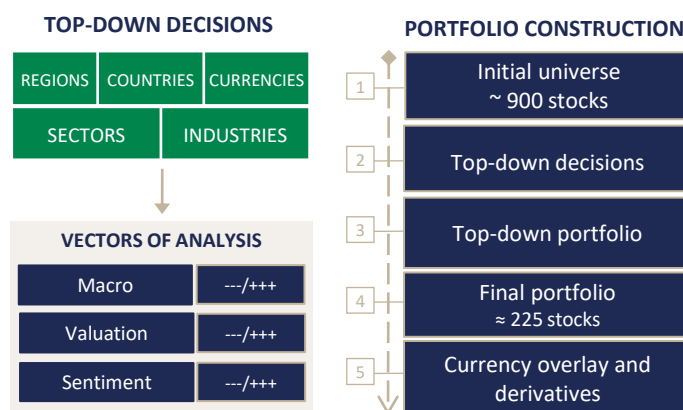 TOP-DOWN DECISIONS
REGIONS
COUNTRIES
CURRENCIES
SECTORS
INDUSTRIES
VECTORS OF ANALYSIS
Macro
---/+++
Valuation
---/+++
Sentiment
---/+++
PORTFOLIO CONSTRUCTION
1
Initial universe
~ 900 stocks
2
Top-down decisions
3
Top-down portfolio
4
Final portfolio
≈ 225 stocks
5
Currency overlay and
derivatives